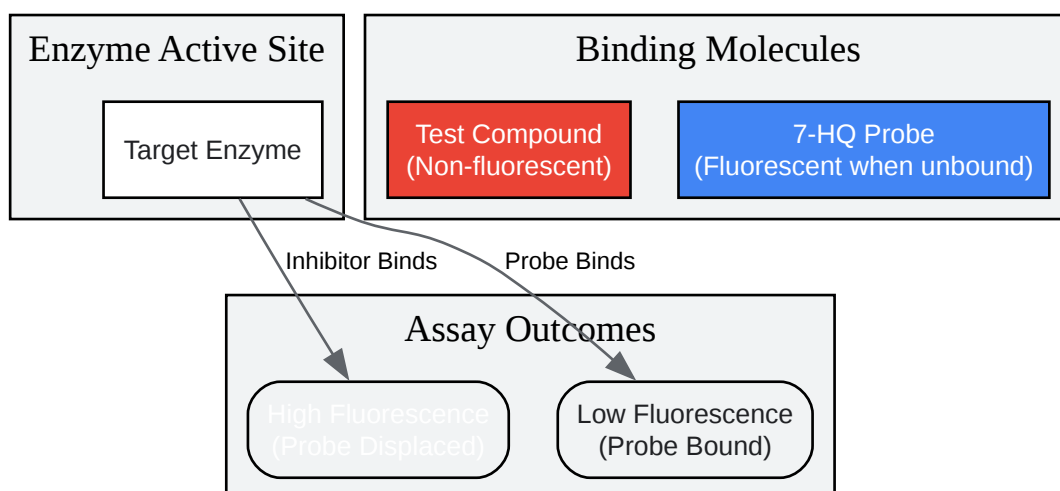 Enzyme Active Site
Binding Molecules
Target Enzyme
Test Compound
(Non-fluorescent)
7-HQ Probe
(Fluorescent when unbound)
Inhibitor Binds
Probe Binds
Assay Outcomes
High Fluorescence
(Probe Displaced)
Low Fluorescence
(Probe Bound)